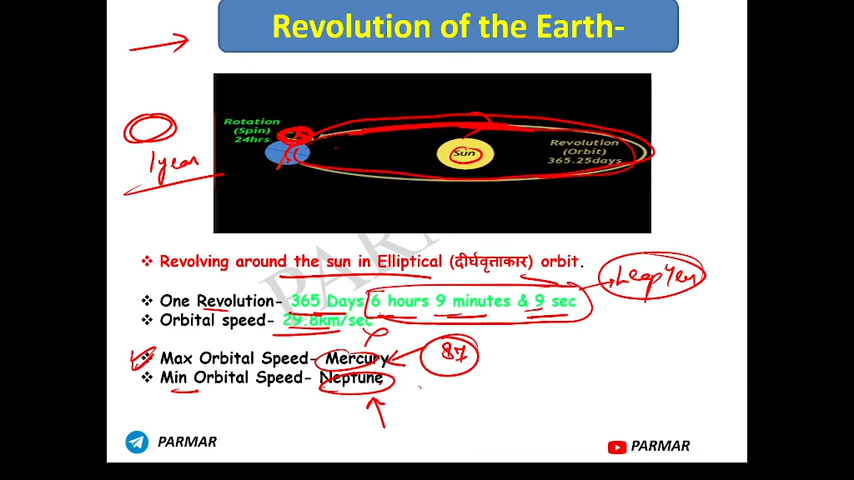 Revolution of the Earth-
Rotation
(Spin)
24hrs
Sun
Revolution
(Orbit)
365.25days
1 year
❖ Revolving around the sun in Elliptical (दीर्घवृत्ताकार) orbit.
Leap Year
❖ One Revolution- 365 Days 6 hours 9 minutes & 9 sec
❖ Orbital speed- 29.8km/sec
❖ Max Orbital Speed- Mercury
87
❖ Min Orbital Speed- Neptune
PARMAR
PARMAR